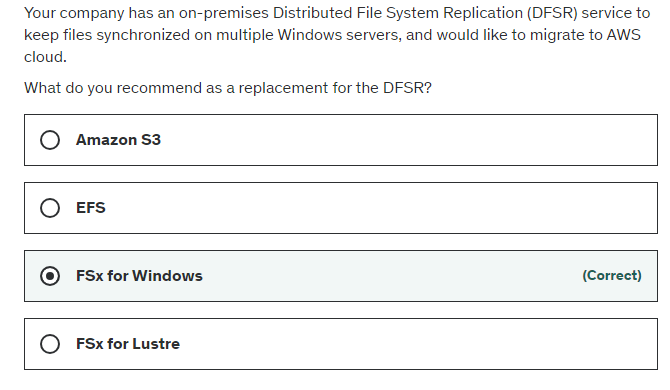 Your company has an on-premises Distributed File System Replication (DFSR) service to
keep files synchronized on multiple Windows servers, and would like to migrate to AWS
cloud.
What do you recommend as a replacement for the DFSR?
Amazon S3
EFS
FSx for Windows (Correct)
FSx for Lustre